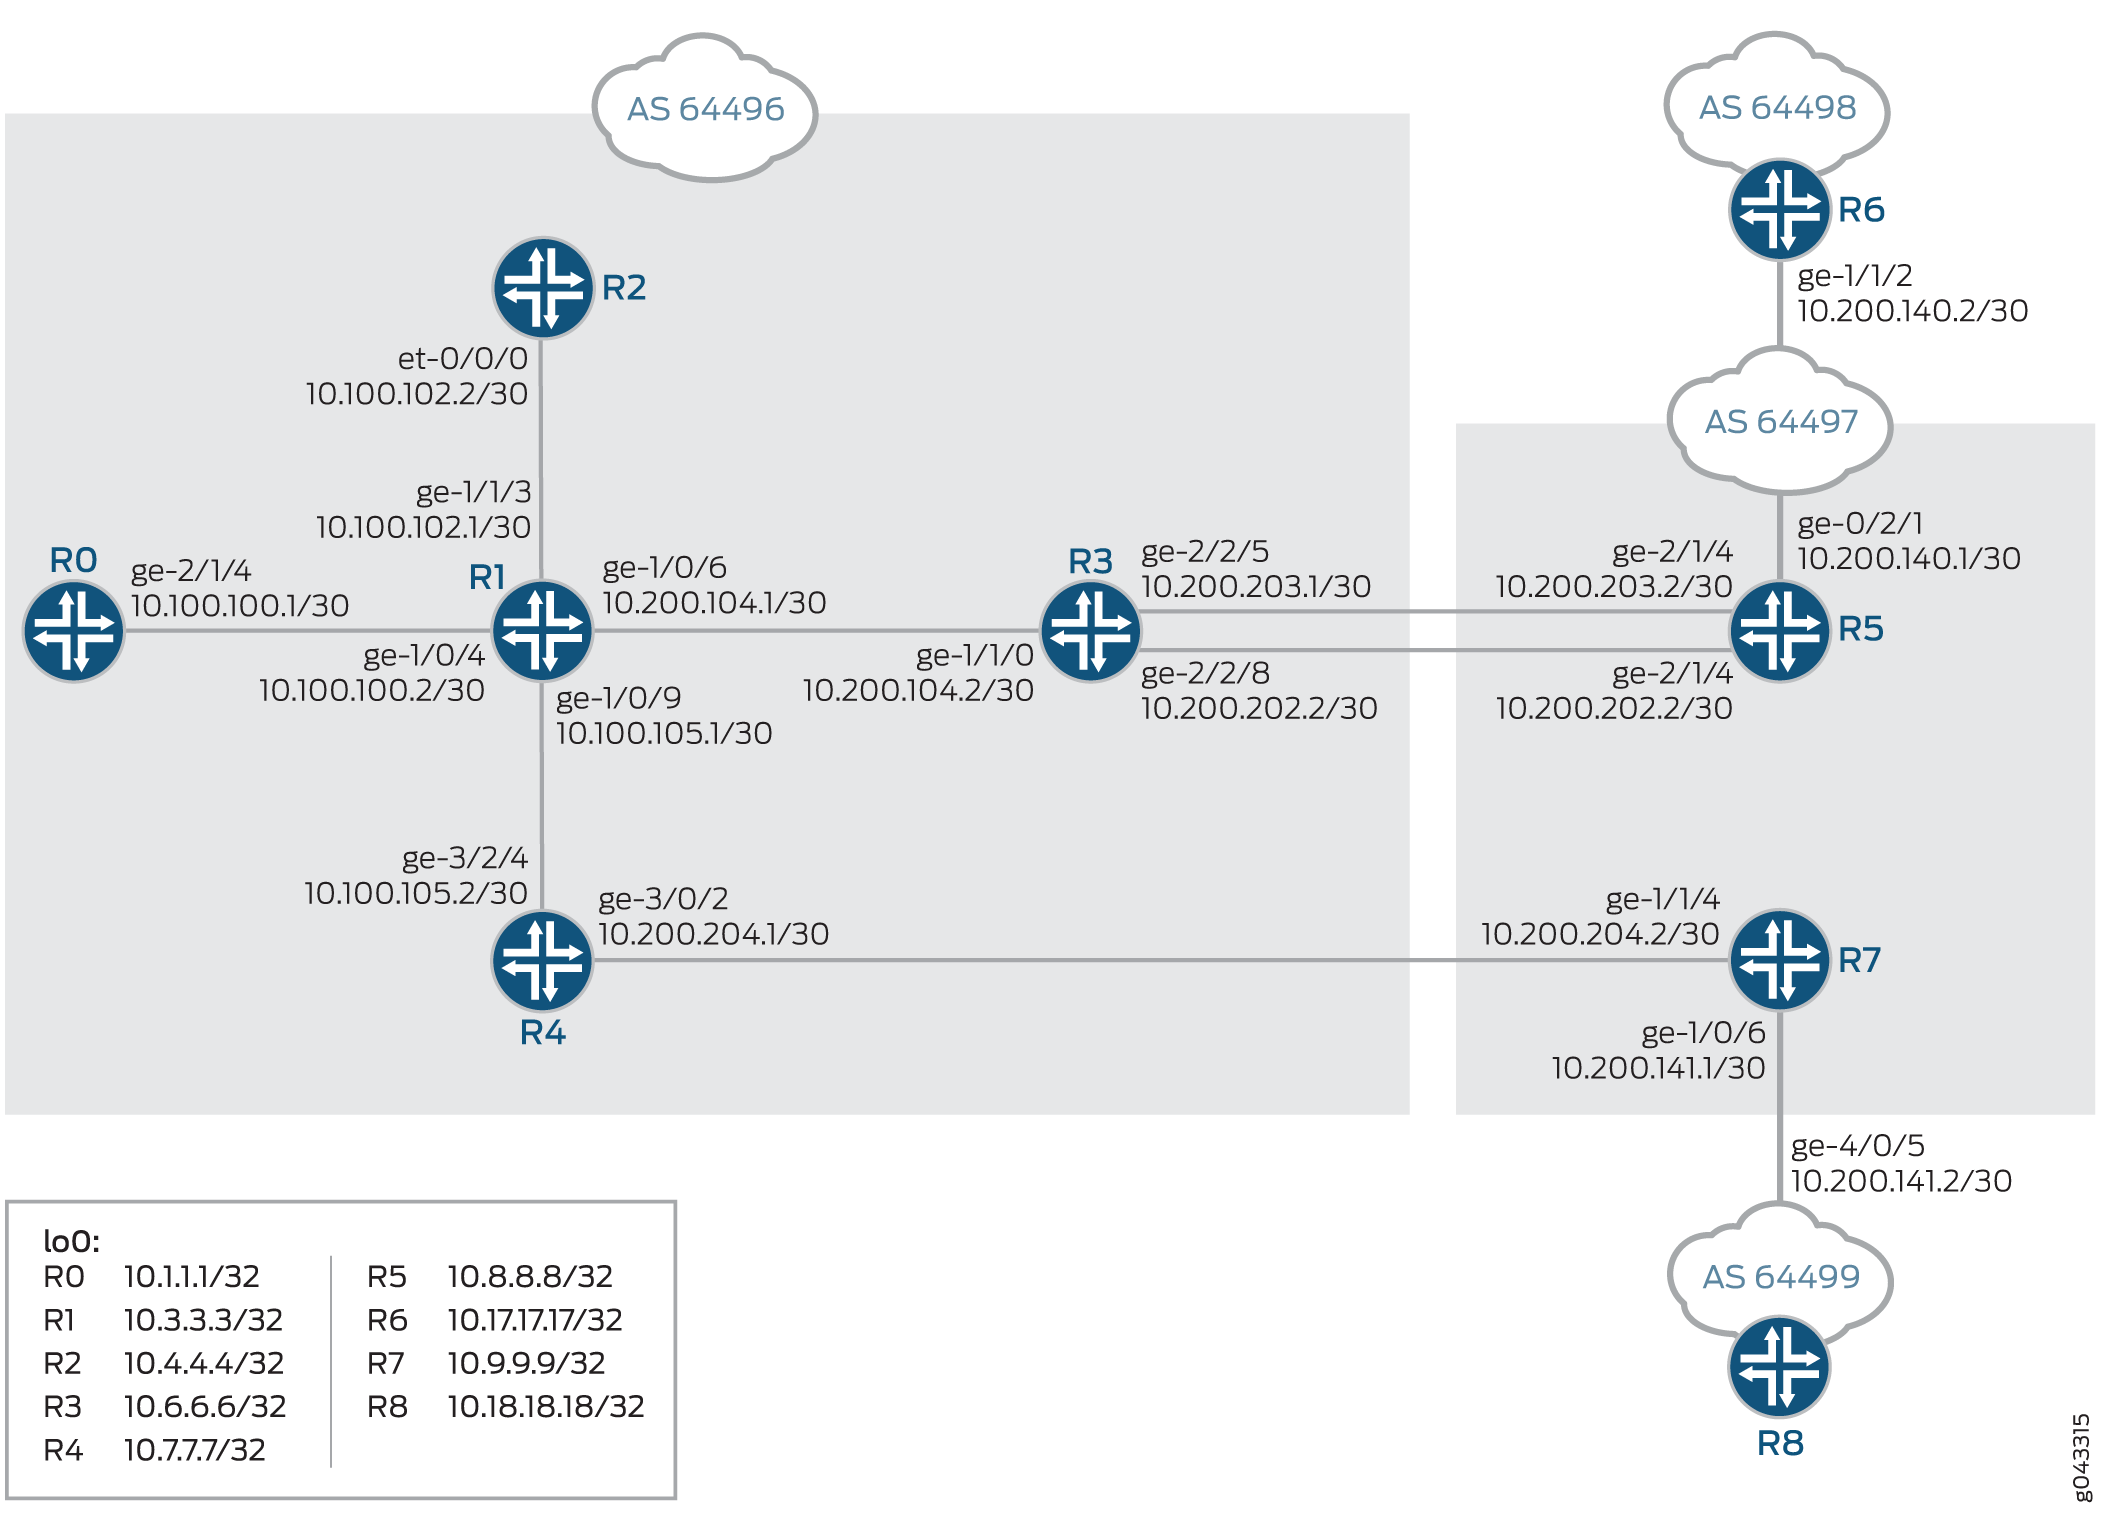 AS 64496
AS 64498
R6
ge-1/1/2
10.200.140.2/30
R2
et-0/0/0
10.100.102.2/30
AS 64497
ge-1/1/3
10.100.102.1/30
ge-0/2/1
10.200.140.1/30
R0
ge-2/1/4
10.100.100.1/30
R1
ge-1/0/6
10.200.104.1/30
R3
ge-2/2/5
10.200.203.1/30
ge-2/1/4
10.200.203.2/30
R5
ge-1/0/4
10.100.100.2/30
ge-1/0/9
10.100.105.1/30
ge-1/1/0
10.200.104.2/30
ge-2/2/8
10.200.202.2/30
ge-2/1/4
10.200.202.2/30
ge-3/2/4
10.100.105.2/30
ge-3/0/2
10.200.204.1/30
R4
ge-1/1/4
10.200.204.2/30
R7
ge-1/0/6
10.200.141.1/30
ge-4/0/5
10.200.141.2/30
AS 64499
R8
lo0:
R0 10.1.1.1/32
R1 10.3.3.3/32
R2 10.4.4.4/32
R3 10.6.6.6/32
R4 10.7.7.7/32
R5 10.8.8.8/32
R6 10.17.17.17/32
R7 10.9.9.9/32
R8 10.18.18.18/32
g043315